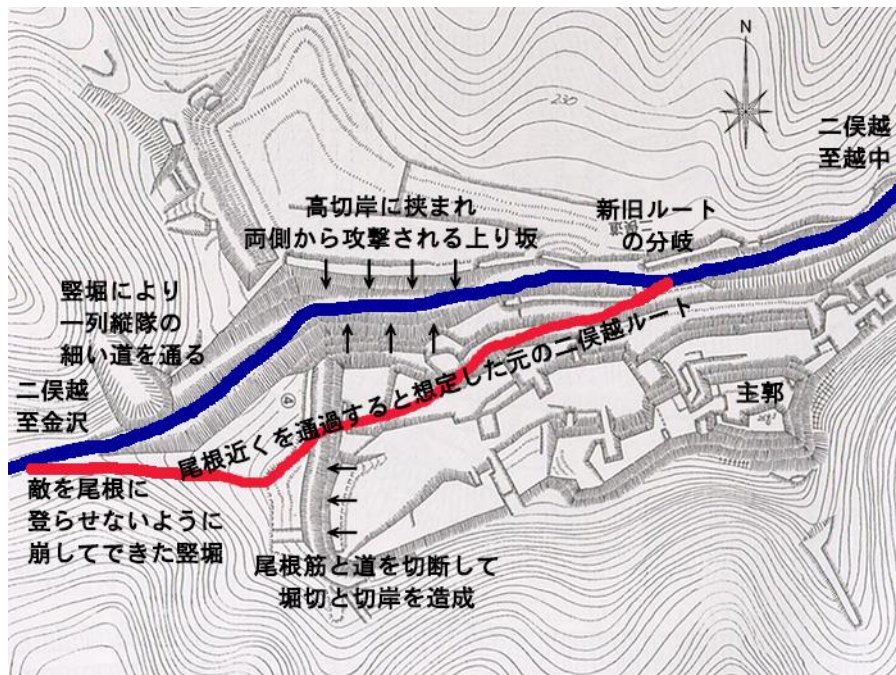 N
230
二俣越
至越中
高切岸に挟まれ
両側から攻撃される上り坂
新旧ルート
の分岐
二俣道
竪堀により
一列縦隊の
細い道を通る
二俣越
至金沢
尾根近くを通過すると想定した元の二俣越ルート
主郭
④
敵を尾根に
登らせないように
崩してできた竪堀
尾根筋と道を切断して
堀切と切岸を造成